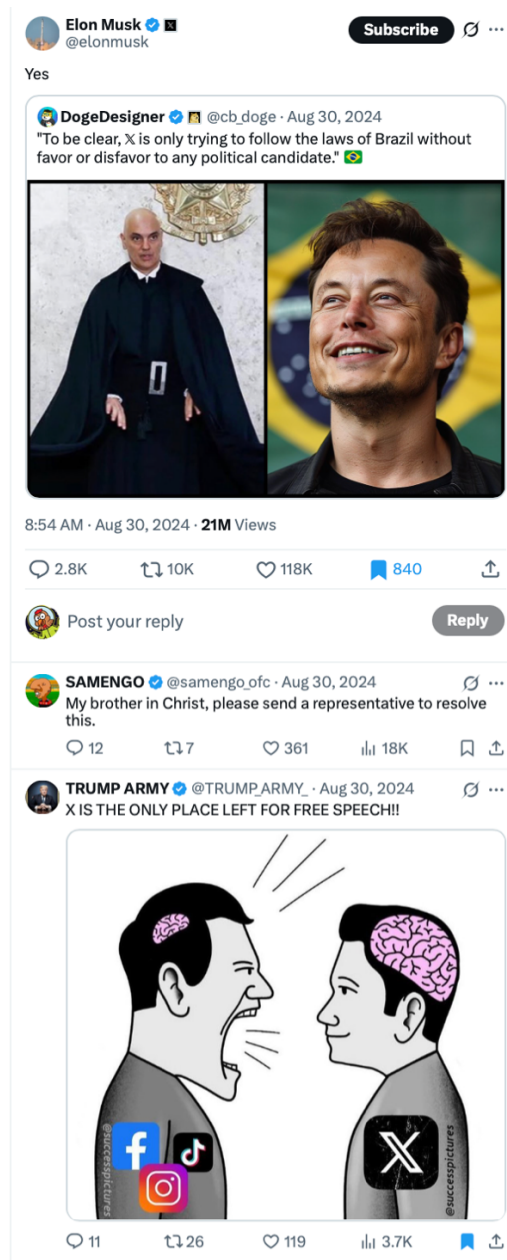 Elon Musk
@elonmusk
Subscribe
Yes
DogeDesigner @cb_doge · Aug 30, 2024
"To be clear, 𝕏 is only trying to follow the laws of Brazil without
favor or disfavor to any political candidate." 🇧🇷
8:54 AM · Aug 30, 2024 · 21M Views
2.8K 10K 118K 840
Post your reply
Reply
SAMENGO @samengo_ofc · Aug 30, 2024
My brother in Christ, please send a representative to resolve
this.
12 7 361 18K
TRUMP ARMY @TRUMP_ARMY_ · Aug 30, 2024
X IS THE ONLY PLACE LEFT FOR FREE SPEECH!!
@successpictures
@successpictures
11 26 119 3.7K